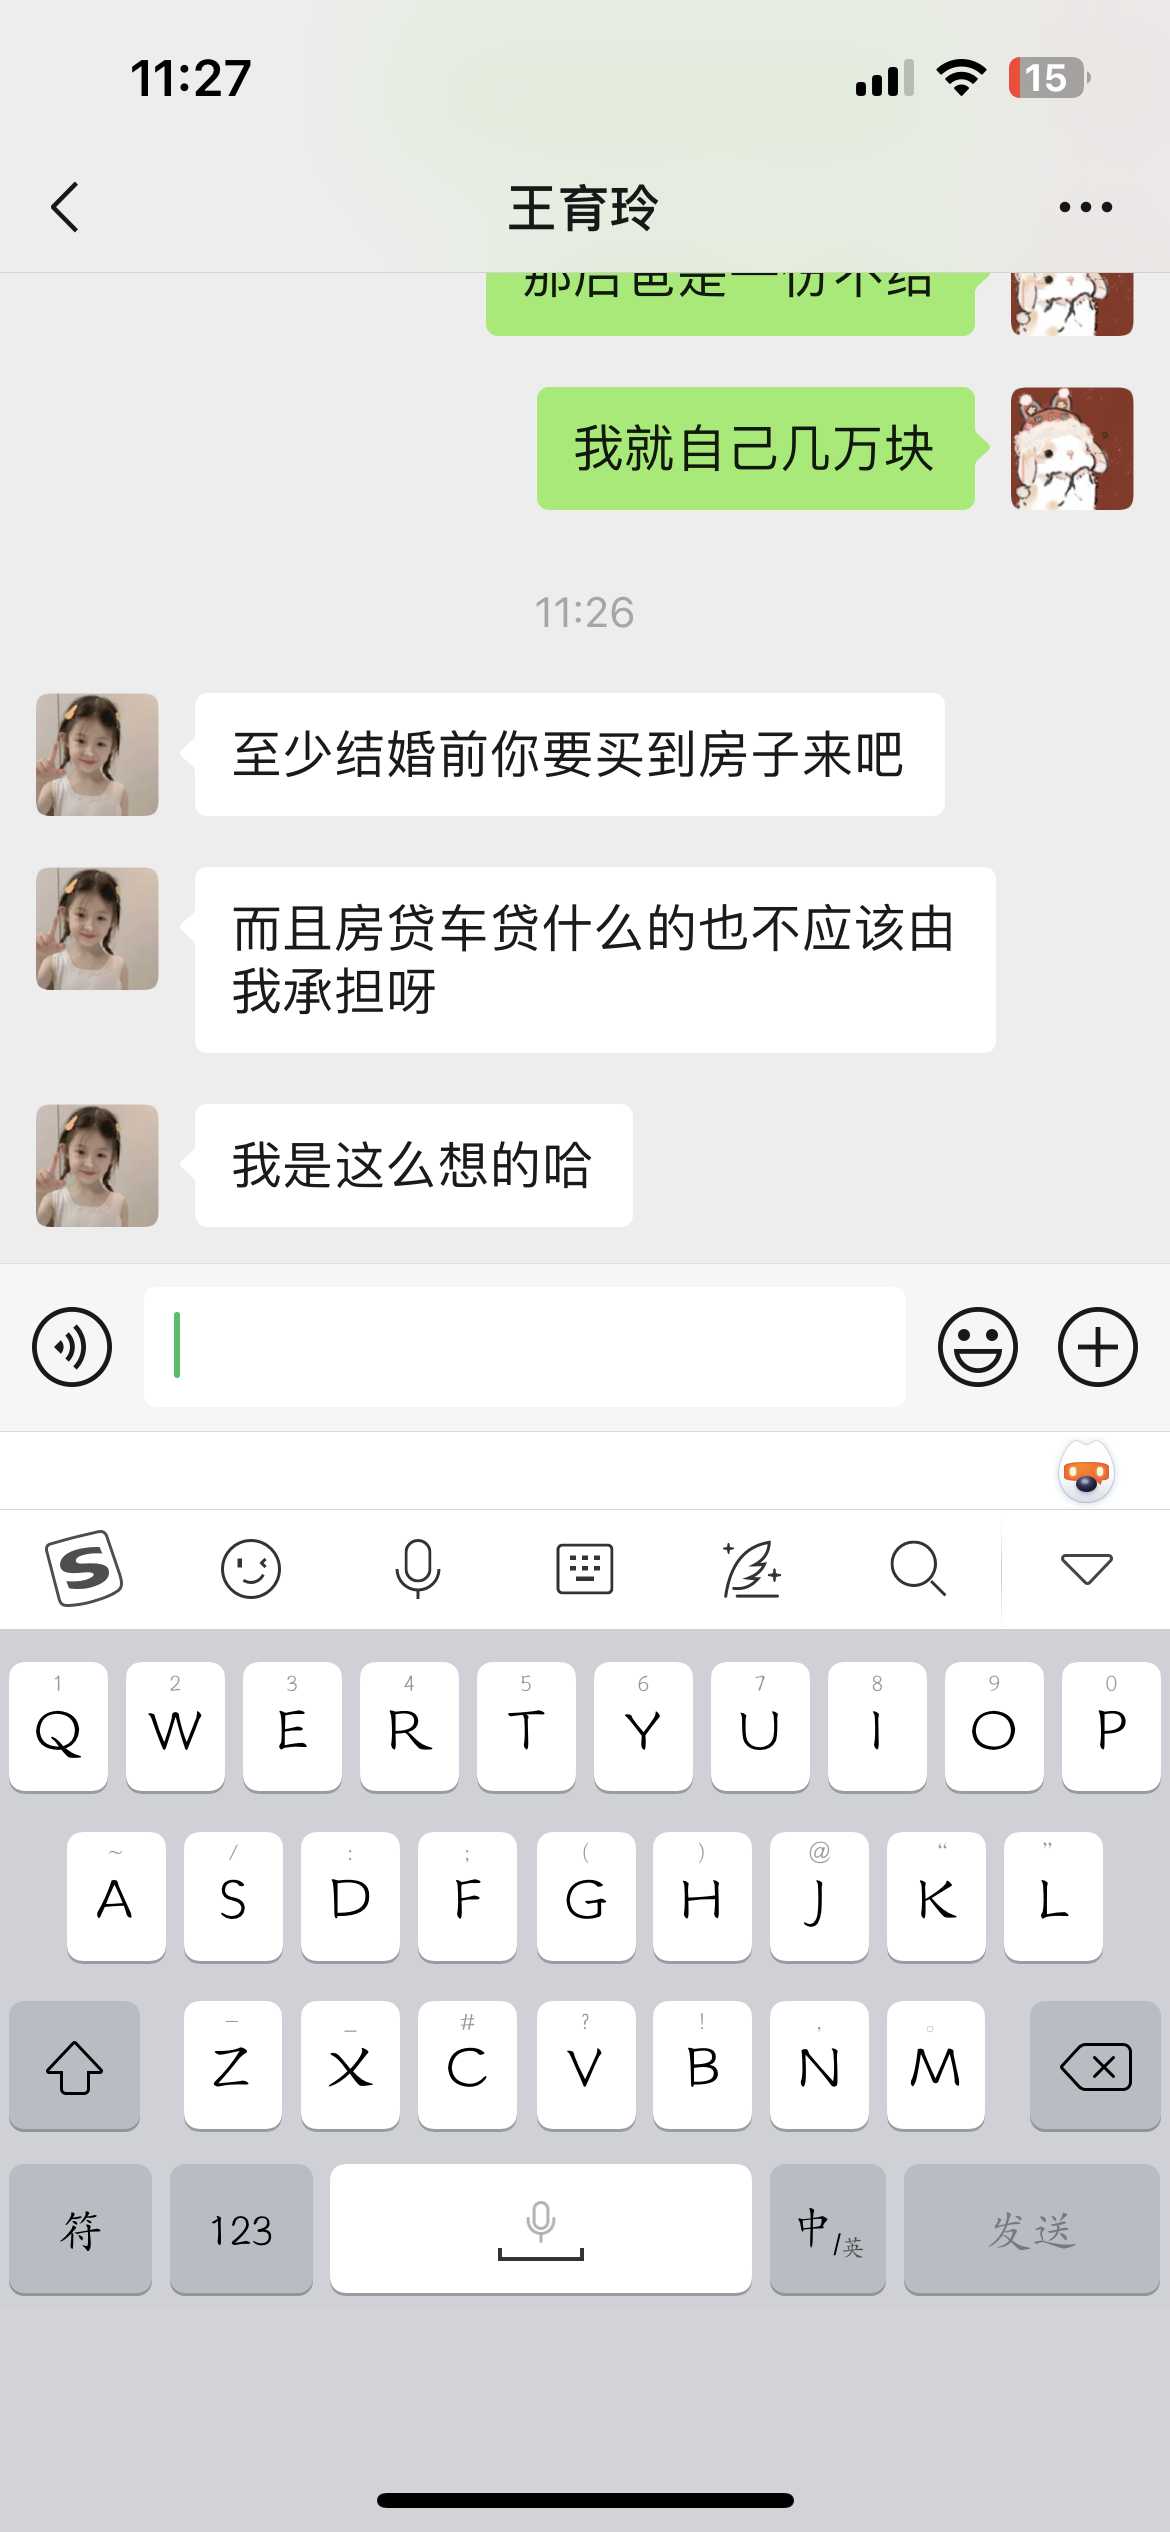 11:27
15
王育玲
我就自己几万块
11:26
至少结婚前你要买到房子来吧
而且房贷车贷什么的也不应该由
我承担呀
我是这么想的哈
S
1 2 3 4 5 6 7 8 9 0
Q W E R T Y U I O P
~ / : ; ( ) @ “ ”
A S D F G H J K L
— _ # ? ! , 。
Z X C V B N M
符 123 中/英 发送